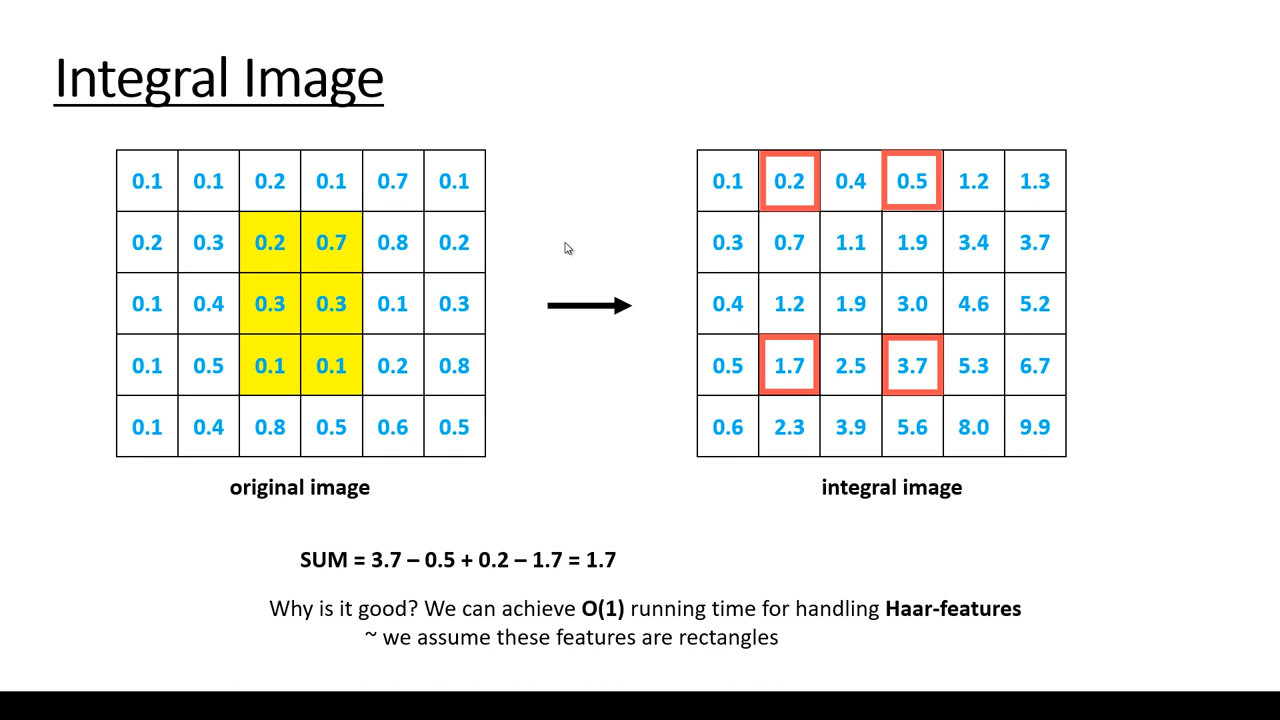 Integral Image
0.1 0.1 0.2 0.1 0.7 0.1
0.2 0.3 0.2 0.7 0.8 0.2
0.1 0.4 0.3 0.3 0.1 0.3
0.1 0.5 0.1 0.1 0.2 0.8
0.1 0.4 0.8 0.5 0.6 0.5
original image
0.1 0.2 0.4 0.5 1.2 1.3
0.3 0.7 1.1 1.9 3.4 3.7
0.4 1.2 1.9 3.0 4.6 5.2
0.5 1.7 2.5 3.7 5.3 6.7
0.6 2.3 3.9 5.6 8.0 9.9
integral image
SUM = 3.7 – 0.5 + 0.2 – 1.7 = 1.7
Why is it good? We can achieve O(1) running time for handling Haar-features
~ we assume these features are rectangles